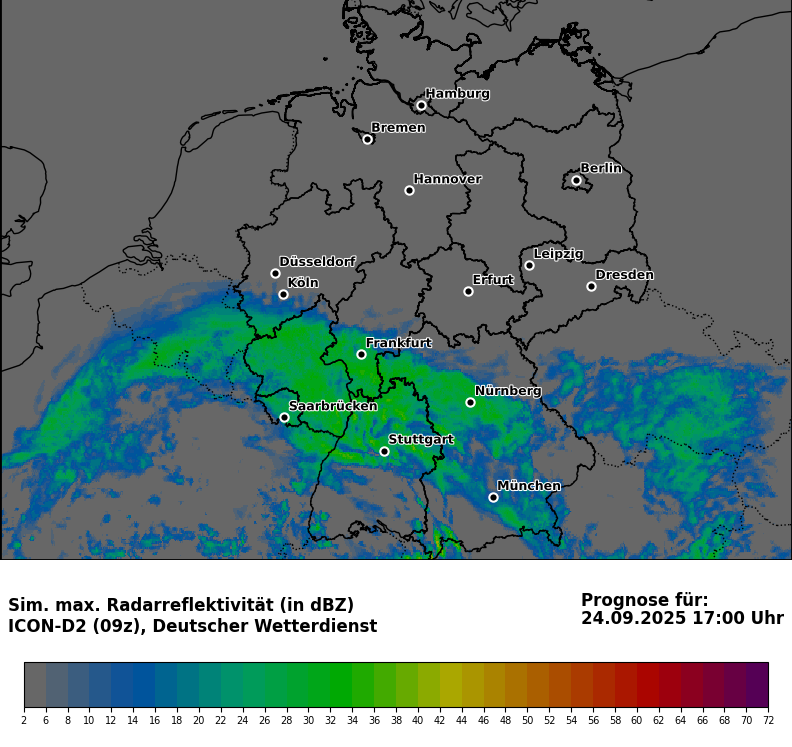 Hamburg
Bremen
Berlin
Hannover
Leipzig
Düsseldorf
Dresden
Köln
Erfurt
Frankfurt
Nürnberg
Saarbrücken
Stuttgart
München
Sim. max. Radarreflektivität (in dBZ)
ICON-D2 (09z), Deutscher Wetterdienst
Prognose für:
24.09.2025 17:00 Uhr
2 6 8 10 12 14 16 18 20 22 24 26 28 30 32 34 36 38 40 42 44 46 48 50 52 54 56 58 60 62 64 66 68 70 72